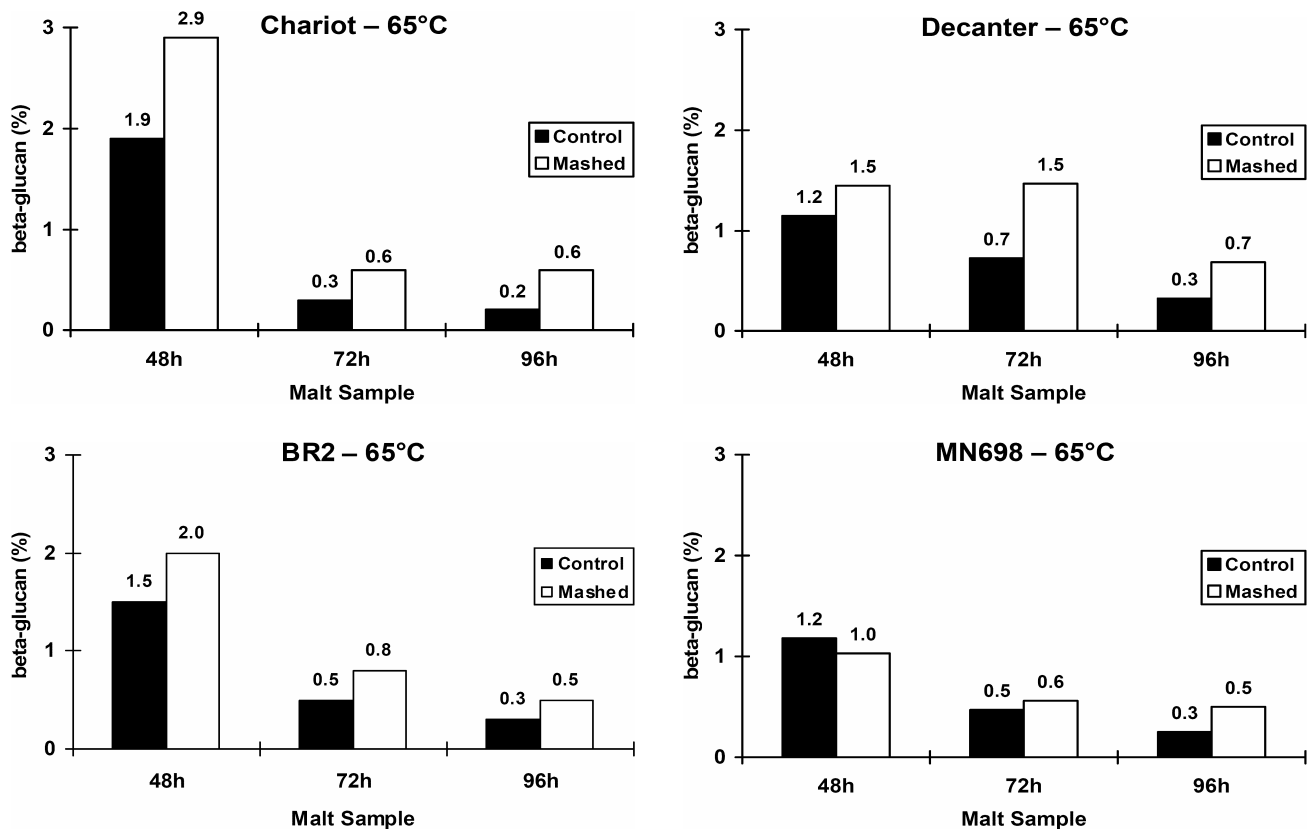 Chariot – 65°C
beta-glucan (%)
3
2
1
0
1.9
2.9
0.3
0.6
0.2
0.6
Control
Mashed
48h
72h
96h
Malt Sample
Decanter – 65°C
beta-glucan (%)
3
2
1
0
1.2
1.5
0.7
1.5
0.3
0.7
Control
Mashed
48h
72h
96h
Malt Sample
BR2 – 65°C
beta-glucan (%)
3
2
1
0
1.5
2.0
0.5
0.8
0.3
0.5
Control
Mashed
48h
72h
96h
Malt Sample
MN698 – 65°C
beta-glucan (%)
3
2
1
0
1.2
1.0
0.5
0.6
0.3
0.5
Control
Mashed
48h
72h
96h
Malt Sample